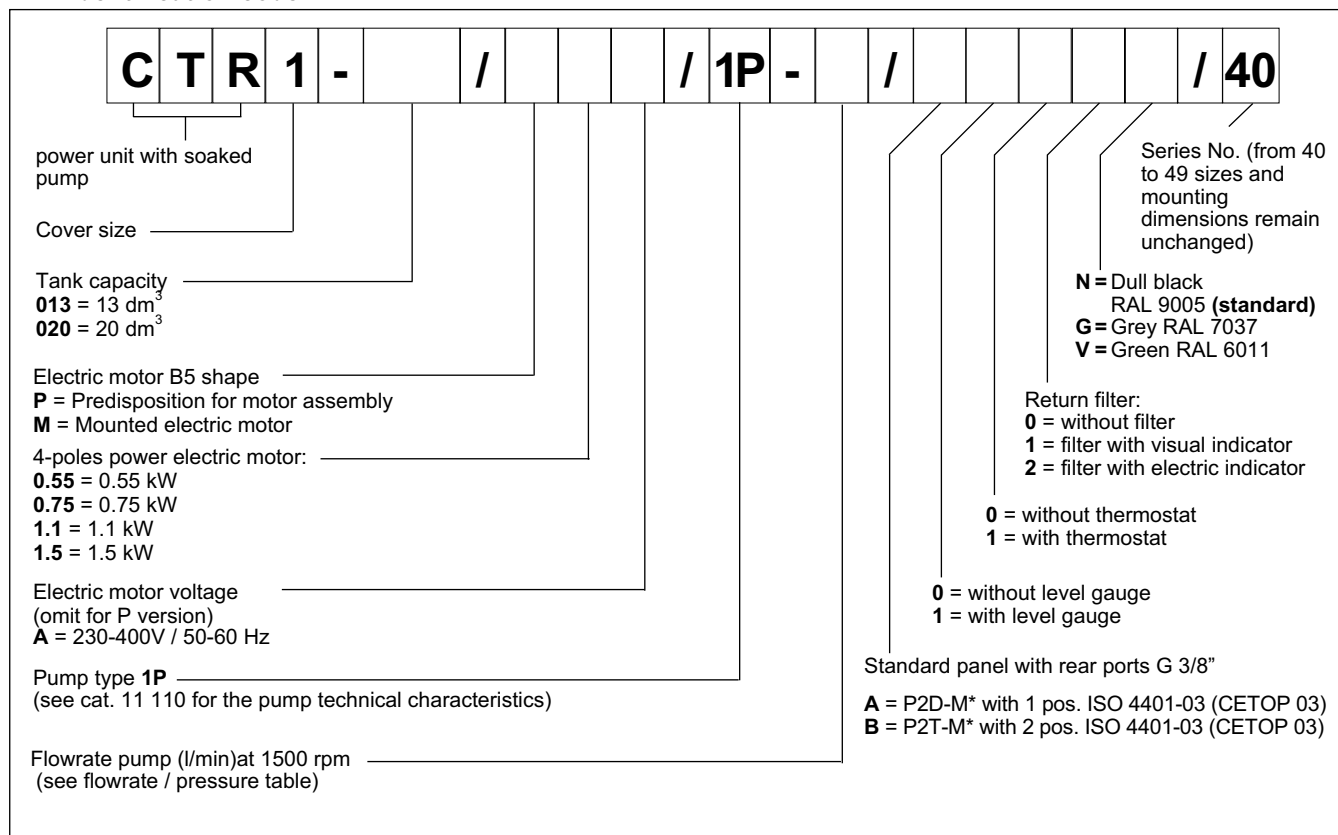 C T R 1 - / / 1P - / / 40
power unit with soaked
pump
Cover size
Tank capacity
013 = 13 dm³
020 = 20 dm³
Electric motor B5 shape
P = Predisposition for motor assembly
M = Mounted electric motor
4-poles power electric motor:
0.55 = 0.55 kW
0.75 = 0.75 kW
1.1 = 1.1 kW
1.5 = 1.5 kW
Electric motor voltage
(omit for P version)
A = 230-400V / 50-60 Hz
Pump type 1P
(see cat. 11 110 for the pump technical characteristics)
Flowrate pump (l/min)at 1500 rpm
(see flowrate / pressure table)
Series No. (from 40
to 49 sizes and
mounting
dimensions remain
unchanged)
N = Dull black
RAL 9005 (standard)
G = Grey RAL 7037
V = Green RAL 6011
Return filter:
0 = without filter
1 = filter with visual indicator
2 = filter with electric indicator
0 = without thermostat
1 = with thermostat
0 = without level gauge
1 = with level gauge
Standard panel with rear ports G 3/8”
A = P2D-M* with 1 pos. ISO 4401-03 (CETOP 03)
B = P2T-M* with 2 pos. ISO 4401-03 (CETOP 03)